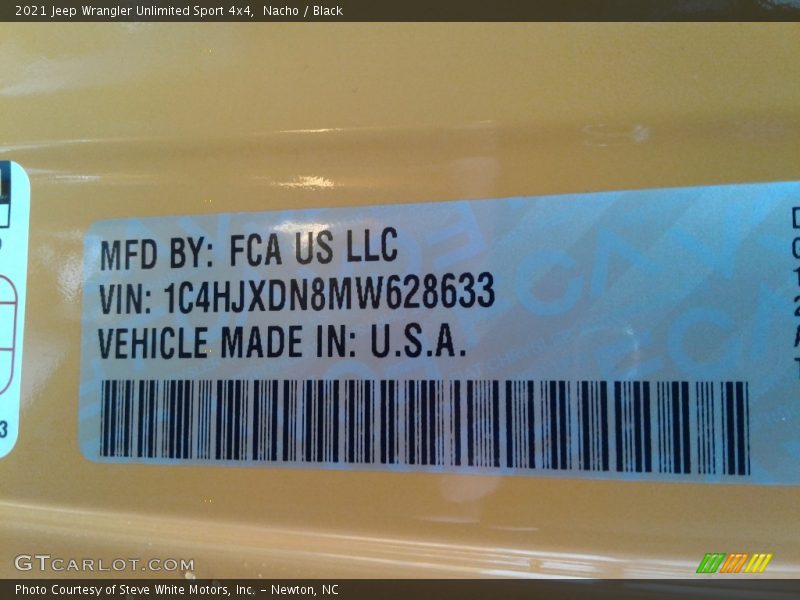 2021 Jeep Wrangler Unlimited Sport 4x4, Nacho / Black
MFD BY: FCA US LLC
VIN: 1C4HJXDN8MW628633
VEHICLE MADE IN: U.S.A.
3
GTCARLOT.COM
Photo Courtesy of Steve White Motors, Inc. – Newton, NC